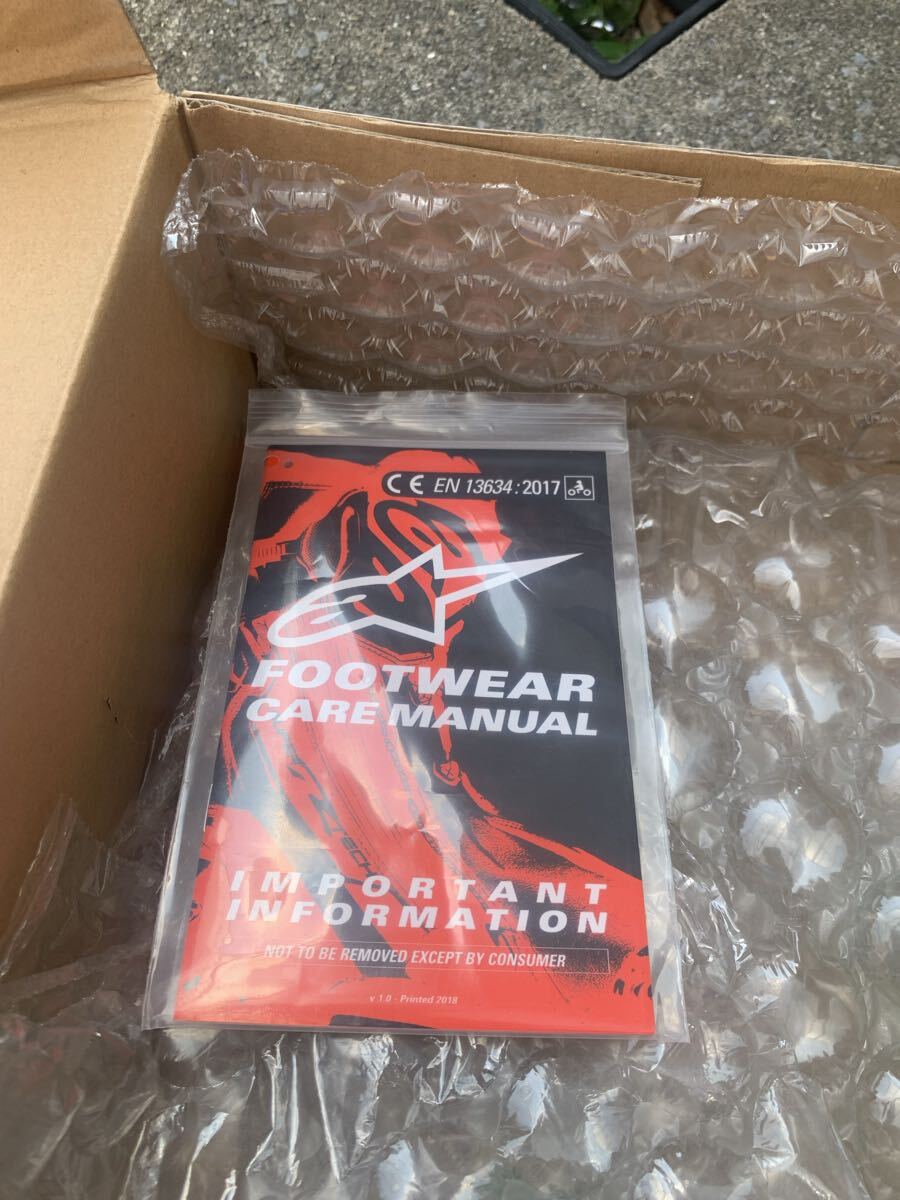 CE EN 13634:2017
FOOTWEAR
CARE MANUAL
TECH
IMPORTANT
INFORMATION
NOT TO BE REMOVED EXCEPT BY CONSUMER
v 1.0 - Printed 2018